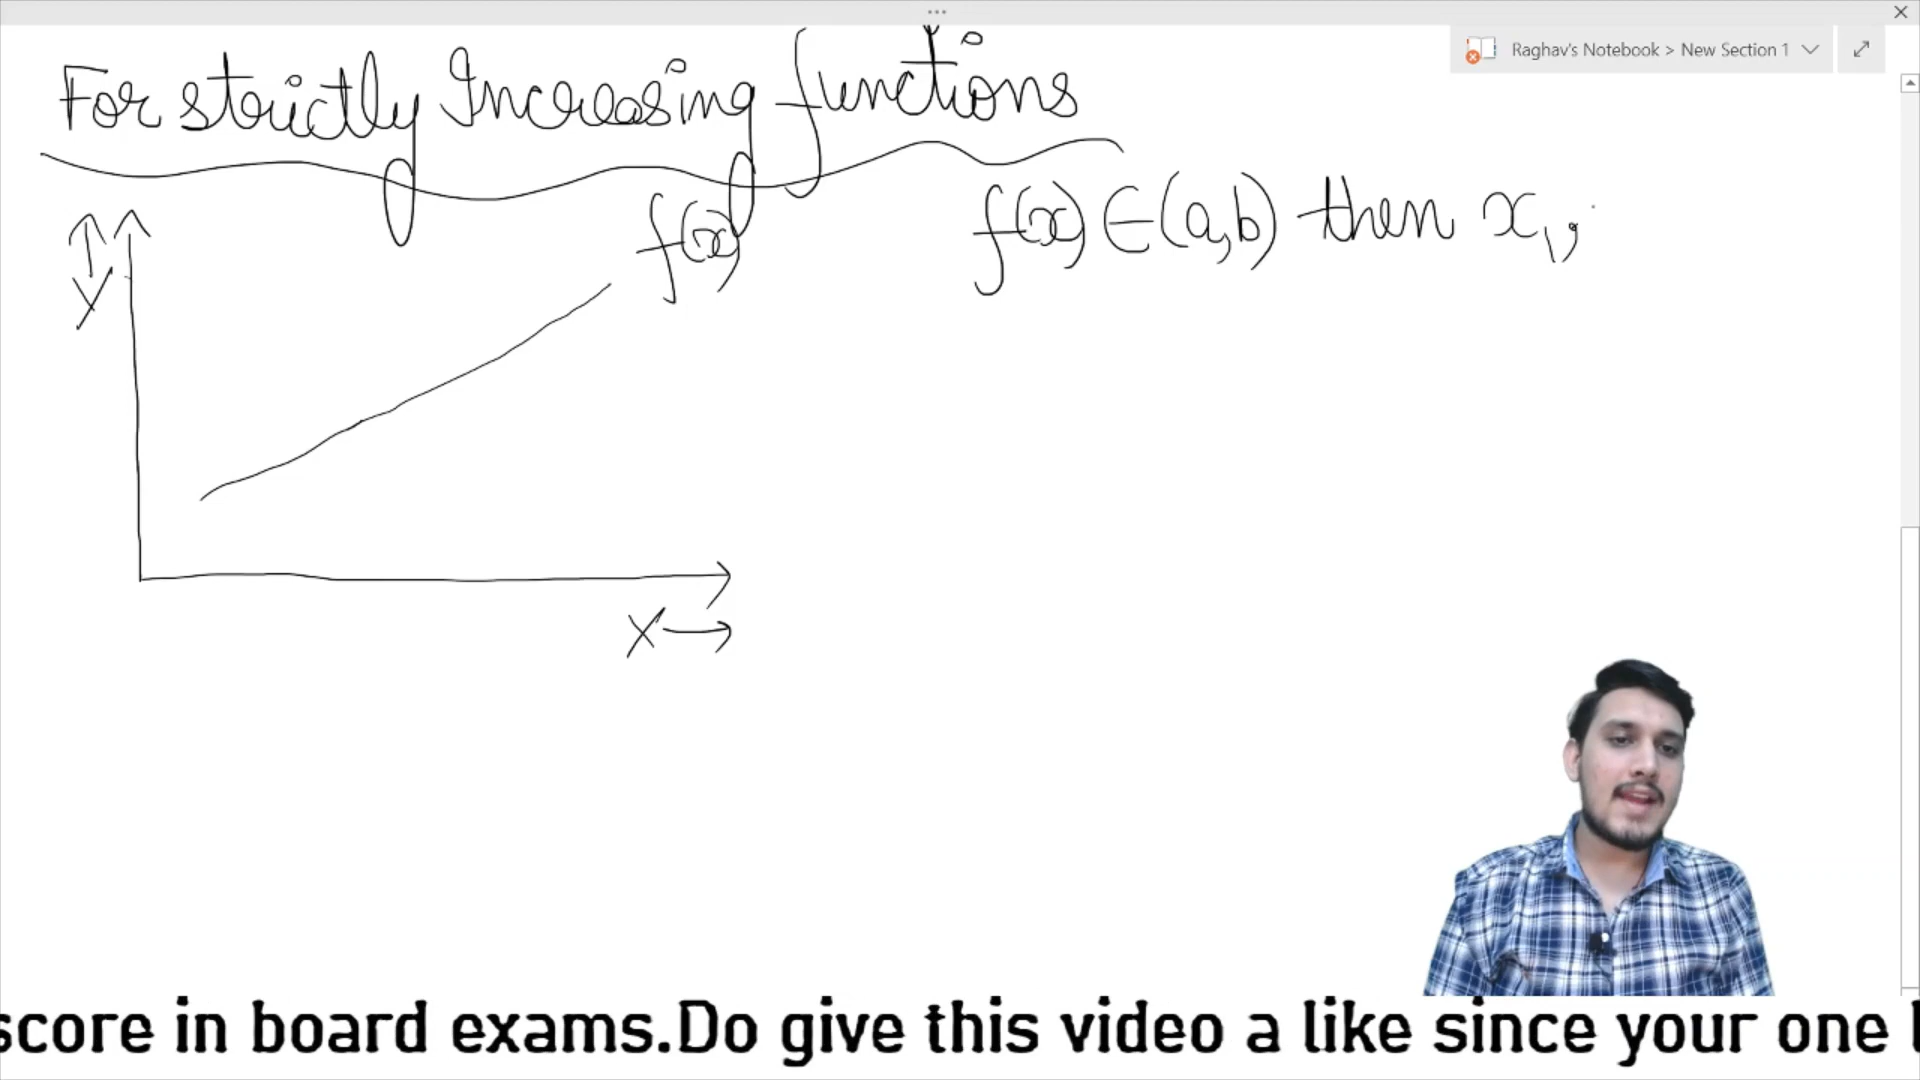 Raghav's Notebook > New Section 1
For strictly Increasing functions
f(x) f(x) ∈ (a,b) then x₁,
Y
X
score in board exams.Do give this video a like since your one